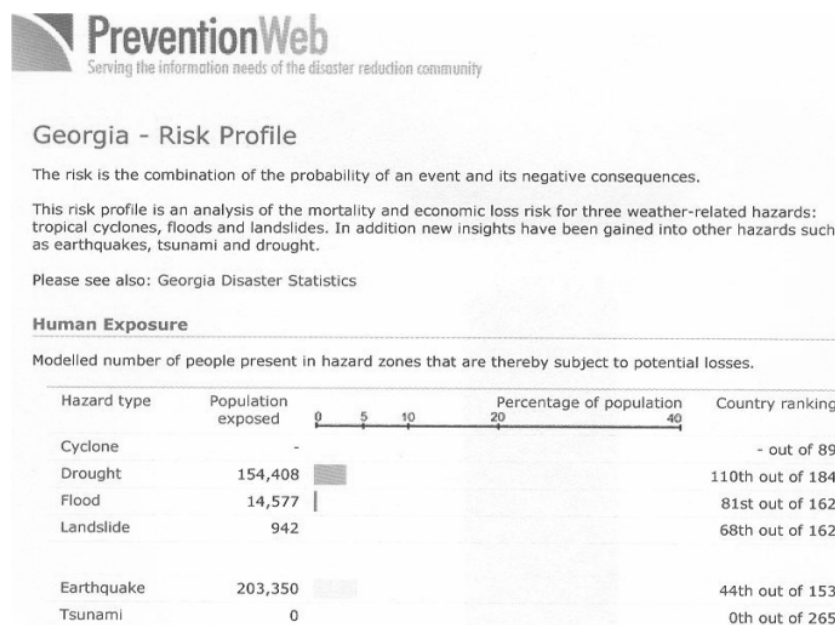 PreventionWeb
Serving the information needs of the disaster reduction community
Georgia - Risk Profile
The risk is the combination of the probability of an event and its negative consequences.
This risk profile is an analysis of the mortality and economic loss risk for three weather-related hazards:
tropical cyclones, floods and landslides. In addition new insights have been gained into other hazards such
as earthquakes, tsunami and drought.
Please see also: Georgia Disaster Statistics
Human Exposure
Modelled number of people present in hazard zones that are thereby subject to potential losses.
Hazard type Population Percentage of population Country ranking
exposed 0 5 10 20 40
Cyclone - - out of 89
Drought 154,408 110th out of 184
Flood 14,577 81st out of 162
Landslide 942 68th out of 162
Earthquake 203,350 44th out of 153
Tsunami 0 0th out of 265